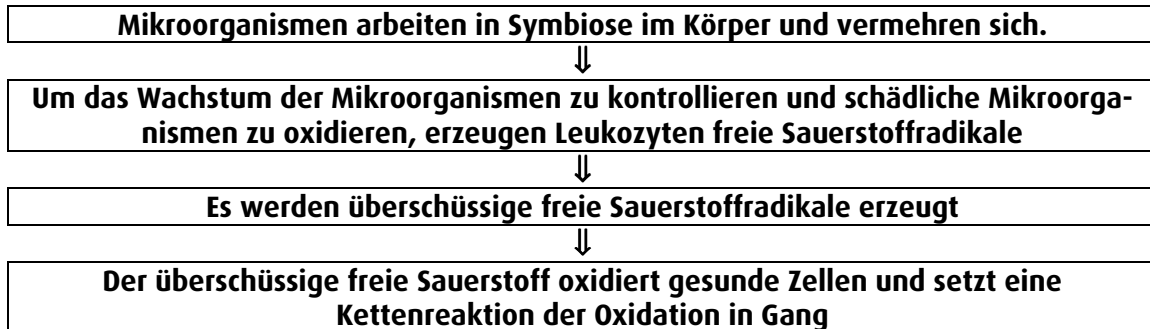 Mikroorganismen arbeiten in Symbiose im Körper und vermehren sich.
⇓
Um das Wachstum der Mikroorganismen zu kontrollieren und schädliche Mikroorga-
nismen zu oxidieren, erzeugen Leukozyten freie Sauerstoffradikale
⇓
Es werden überschüssige freie Sauerstoffradikale erzeugt
⇓
Der überschüssige freie Sauerstoff oxidiert gesunde Zellen und setzt eine
Kettenreaktion der Oxidation in Gang